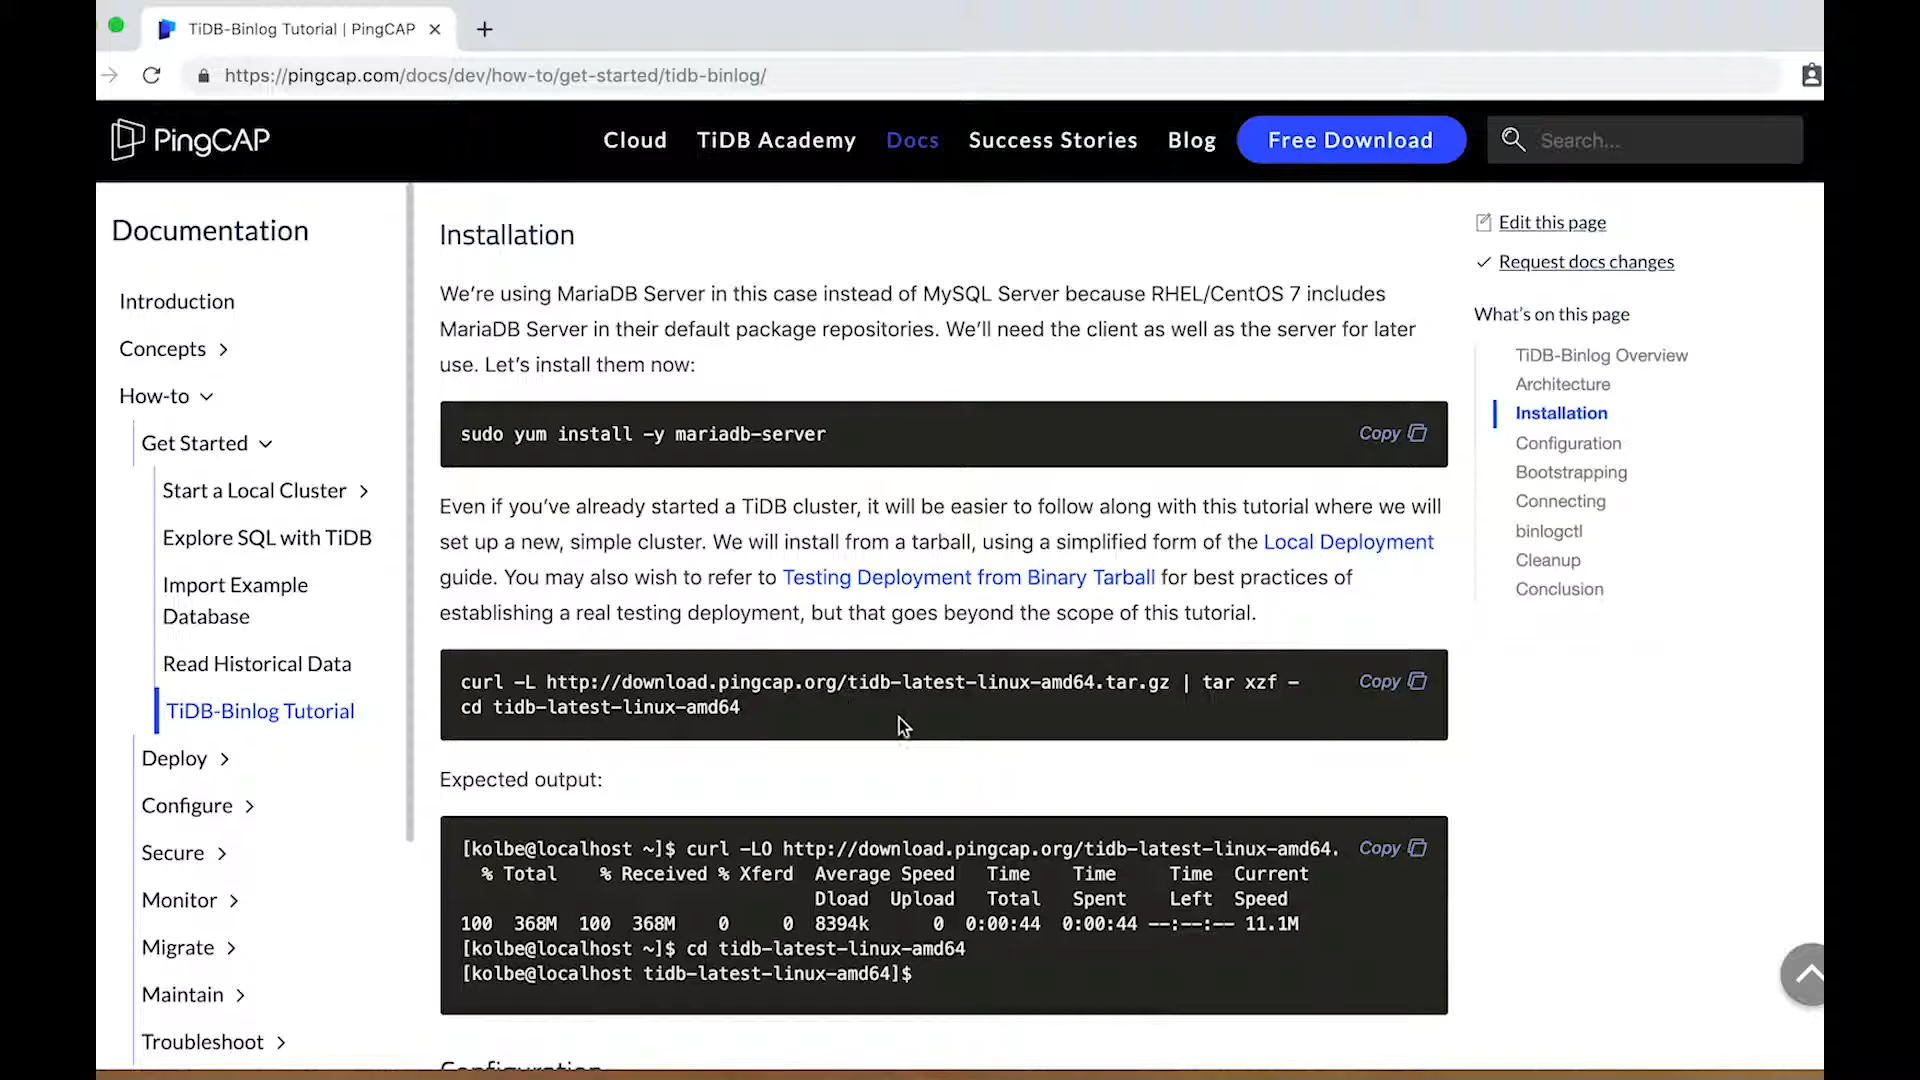 TiDB-Binlog Tutorial | PingCAP
https://pingcap.com/docs/dev/how-to/get-started/tidb-binlog/
PingCAP
Cloud
TiDB Academy
Docs
Success Stories
Blog
Free Download
Search...
Documentation
Introduction
Concepts
How-to
Get Started
Start a Local Cluster
Explore SQL with TiDB
Import Example
Database
Read Historical Data
TiDB-Binlog Tutorial
Deploy
Configure
Secure
Monitor
Migrate
Maintain
Troubleshoot
Installation
We're using MariaDB Server in this case instead of MySQL Server because RHEL/CentOS 7 includes
MariaDB Server in their default package repositories. We'll need the client as well as the server for later
use. Let's install them now:
sudo yum install -y mariadb-server
Copy
Even if you've already started a TiDB cluster, it will be easier to follow along with this tutorial where we will
set up a new, simple cluster. We will install from a tarball, using a simplified form of the Local Deployment
guide. You may also wish to refer to Testing Deployment from Binary Tarball for best practices of
establishing a real testing deployment, but that goes beyond the scope of this tutorial.
curl -L http://download.pingcap.org/tidb-latest-linux-amd64.tar.gz | tar xzf -
Copy
cd tidb-latest-linux-amd64
Expected output:
[kolbe@localhost ~]$ curl -LO http://download.pingcap.org/tidb-latest-linux-amd64.
Copy
% Total % Received % Xferd Average Speed Time Time Time Current
Dload Upload Total Spent Left Speed
100 368M 100 368M 0 0 8394k 0 0:00:44 0:00:44 --:--:-- 11.1M
[kolbe@localhost ~]$ cd tidb-latest-linux-amd64
[kolbe@localhost tidb-latest-linux-amd64]$
Configuration
Edit this page
Request docs changes
What's on this page
TiDB-Binlog Overview
Architecture
Installation
Configuration
Bootstrapping
Connecting
binlogctl
Cleanup
Conclusion